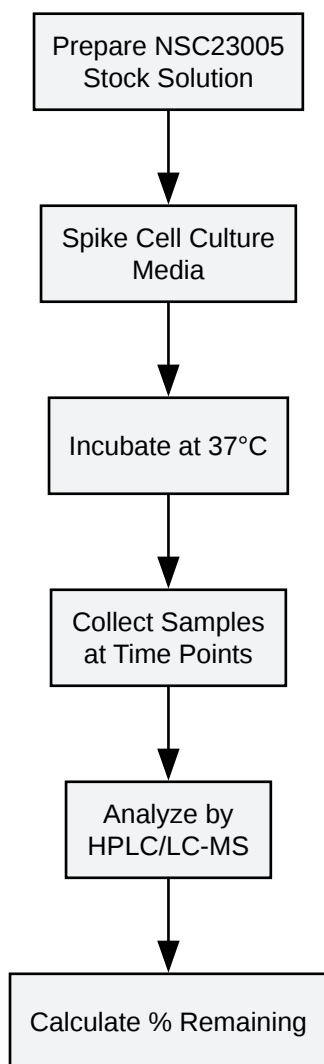 Prepare NSC23005
Stock Solution
Spike Cell Culture
Media
Incubate at 37°C
Collect Samples
at Time Points
Analyze by
HPLC/LC-MS
Calculate % Remaining